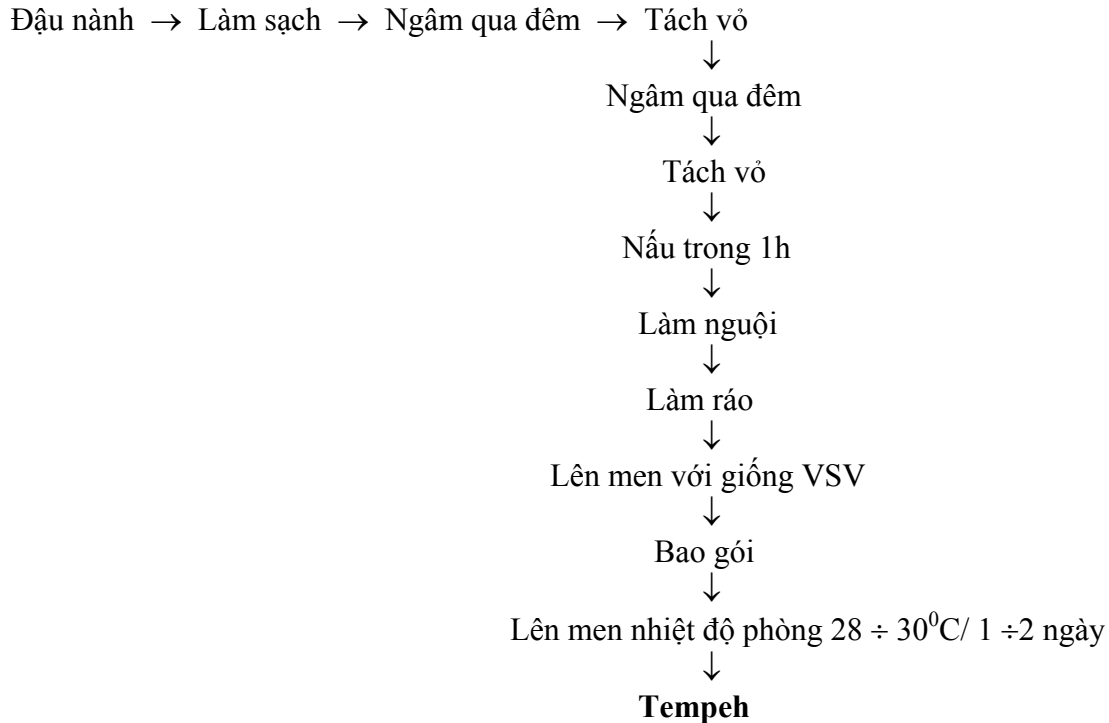 Đậu nành → Làm sạch → Ngâm qua đêm → Tách vỏ
↓
Ngâm qua đêm
↓
Tách vỏ
↓
Nấu trong 1h
↓
Làm nguội
↓
Làm ráo
↓
Lên men với giống VSV
↓
Bao gói
↓
Lên men nhiệt độ phòng 28 ÷ 30⁰C/ 1 ÷2 ngày
↓
Tempeh